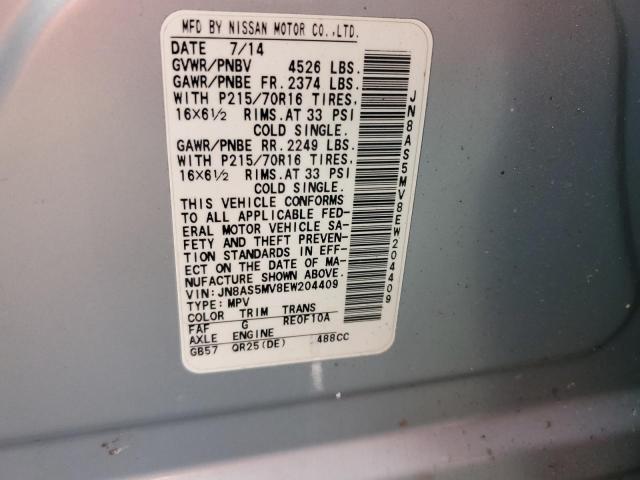 MFD BY NISSAN MOTOR CO.,LTD.
DATE 7/14
GVWR/PNBV 4526 LBS.
GAWR/PNBE FR. 2374 LBS.
WITH P215/70R16 TIRES.
16×6½ RIMS.AT 33 PSI
COLD SINGLE.
GAWR/PNBE RR. 2249 LBS.
WITH P215/70R16 TIRES.
16×6½ RIMS.AT 33 PSI
COLD SINGLE.
THIS VEHICLE CONFORMS
TO ALL APPLICABLE FED-
ERAL MOTOR VEHICLE SA-
FETY AND THEFT PREVEN-
TION STANDARDS IN EFF-
ECT ON THE DATE OF MA-
NUFACTURE SHOWN ABOVE.
VIN:JN8AS5MV8EW204409
TYPE:MPV
COLOR TRIM TRANS
FAF G RE0F10A
AXLE ENGINE
GB57 QR25(DE) 488CC
JN8AS5MV8EW204409